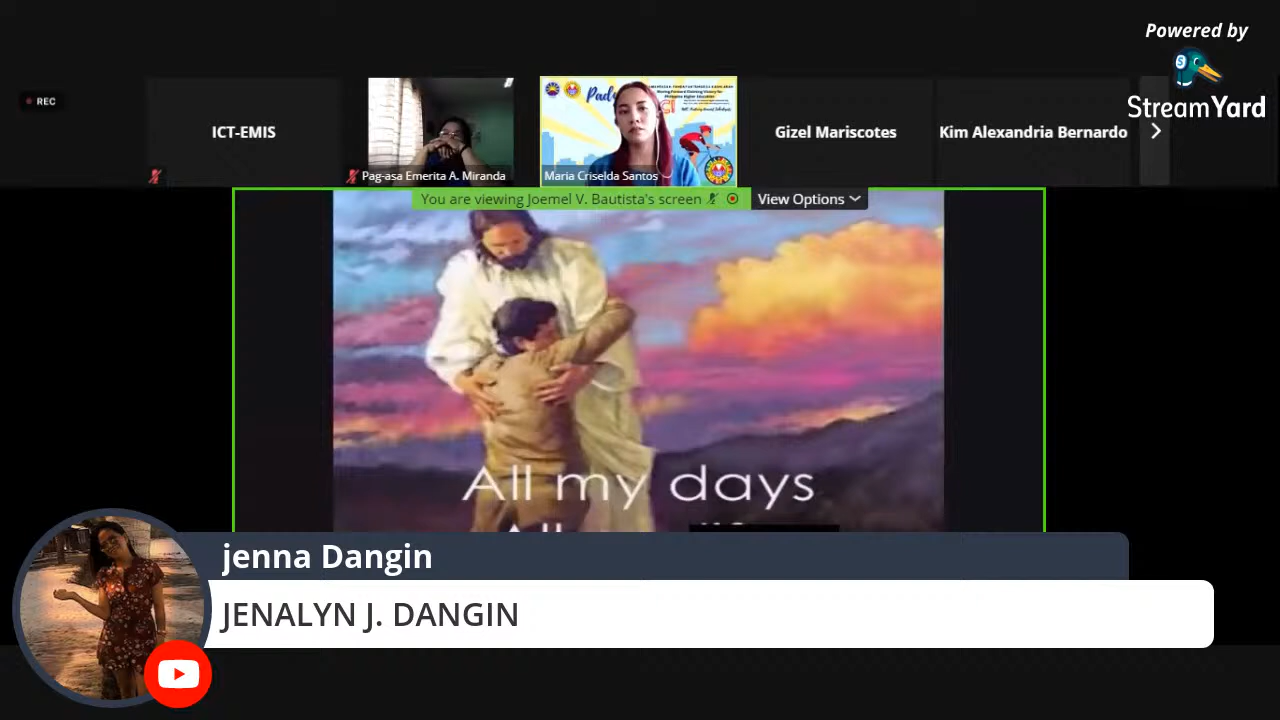 Powered by
StreamYard
REC
ICT-EMIS
Pag-asa Emerita A. Miranda
Maria Criselda Santos
Gizel Mariscotes
Kim Alexandria Bernardo
You are viewing Joemel V. Bautista's screen
View Options
All my days
jenna Dangin
JENALYN J. DANGIN